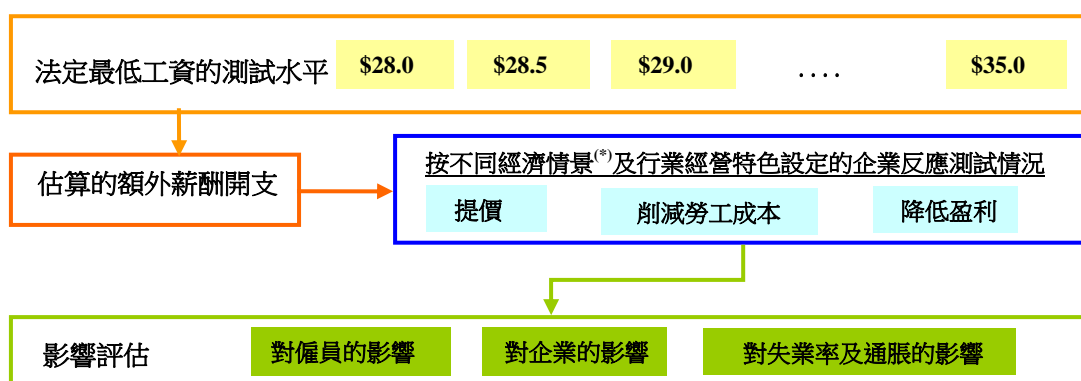 法定最低工資的測試水平 $28.0 $28.5 $29.0 .... $35.0
估算的額外薪酬開支
按不同經濟情景(*)及行業經營特色設定的企業反應測試情況
提價 削減勞工成本 降低盈利
影響評估 對僱員的影響 對企業的影響 對失業率及通脹的影響